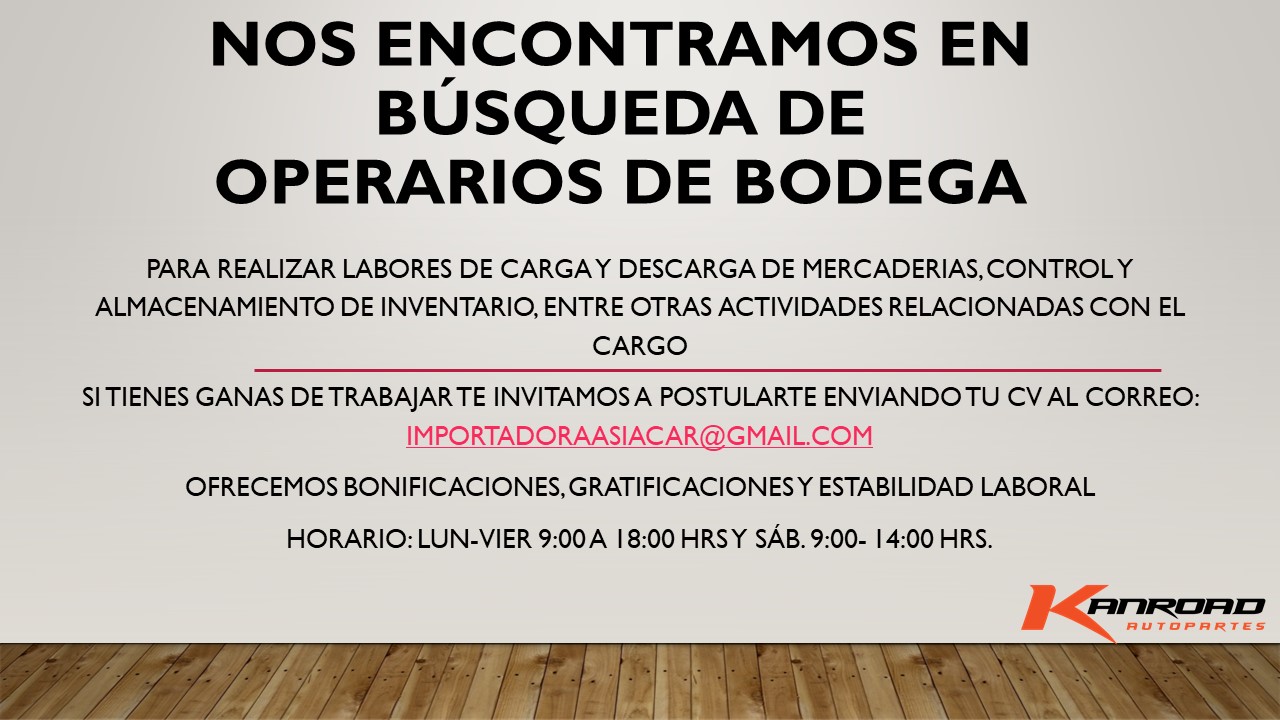 NOS ENCONTRAMOS EN
BÚSQUEDA DE
OPERARIOS DE BODEGA
PARA REALIZAR LABORES DE CARGA Y DESCARGA DE MERCADERIAS, CONTROL Y
ALMACENAMIENTO DE INVENTARIO, ENTRE OTRAS ACTIVIDADES RELACIONADAS CON EL
CARGO
SI TIENES GANAS DE TRABAJAR TE INVITAMOS A POSTULARTE ENVIANDO TU CV AL CORREO:
IMPORTADORAASIACAR@GMAIL.COM
OFRECEMOS BONIFICACIONES, GRATIFICACIONES Y ESTABILIDAD LABORAL
HORARIO: LUN-VIER 9:00 A 18:00 HRS Y SÁB. 9:00- 14:00 HRS.
KANROAD
AUTOPARTES